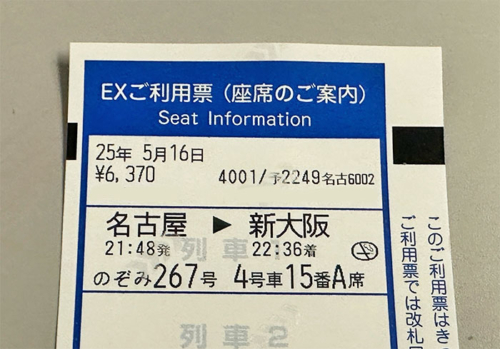 EXご利用票（座席のご案内）
Seat Information
25年 5月16日
¥6,370 4001/予2249名古6002
名古屋 ▶ 新大阪
21:48発 22:36着
列車1
のぞみ267号 4号車15番A席
列車2
このご利用票はき
ご利用票では改札